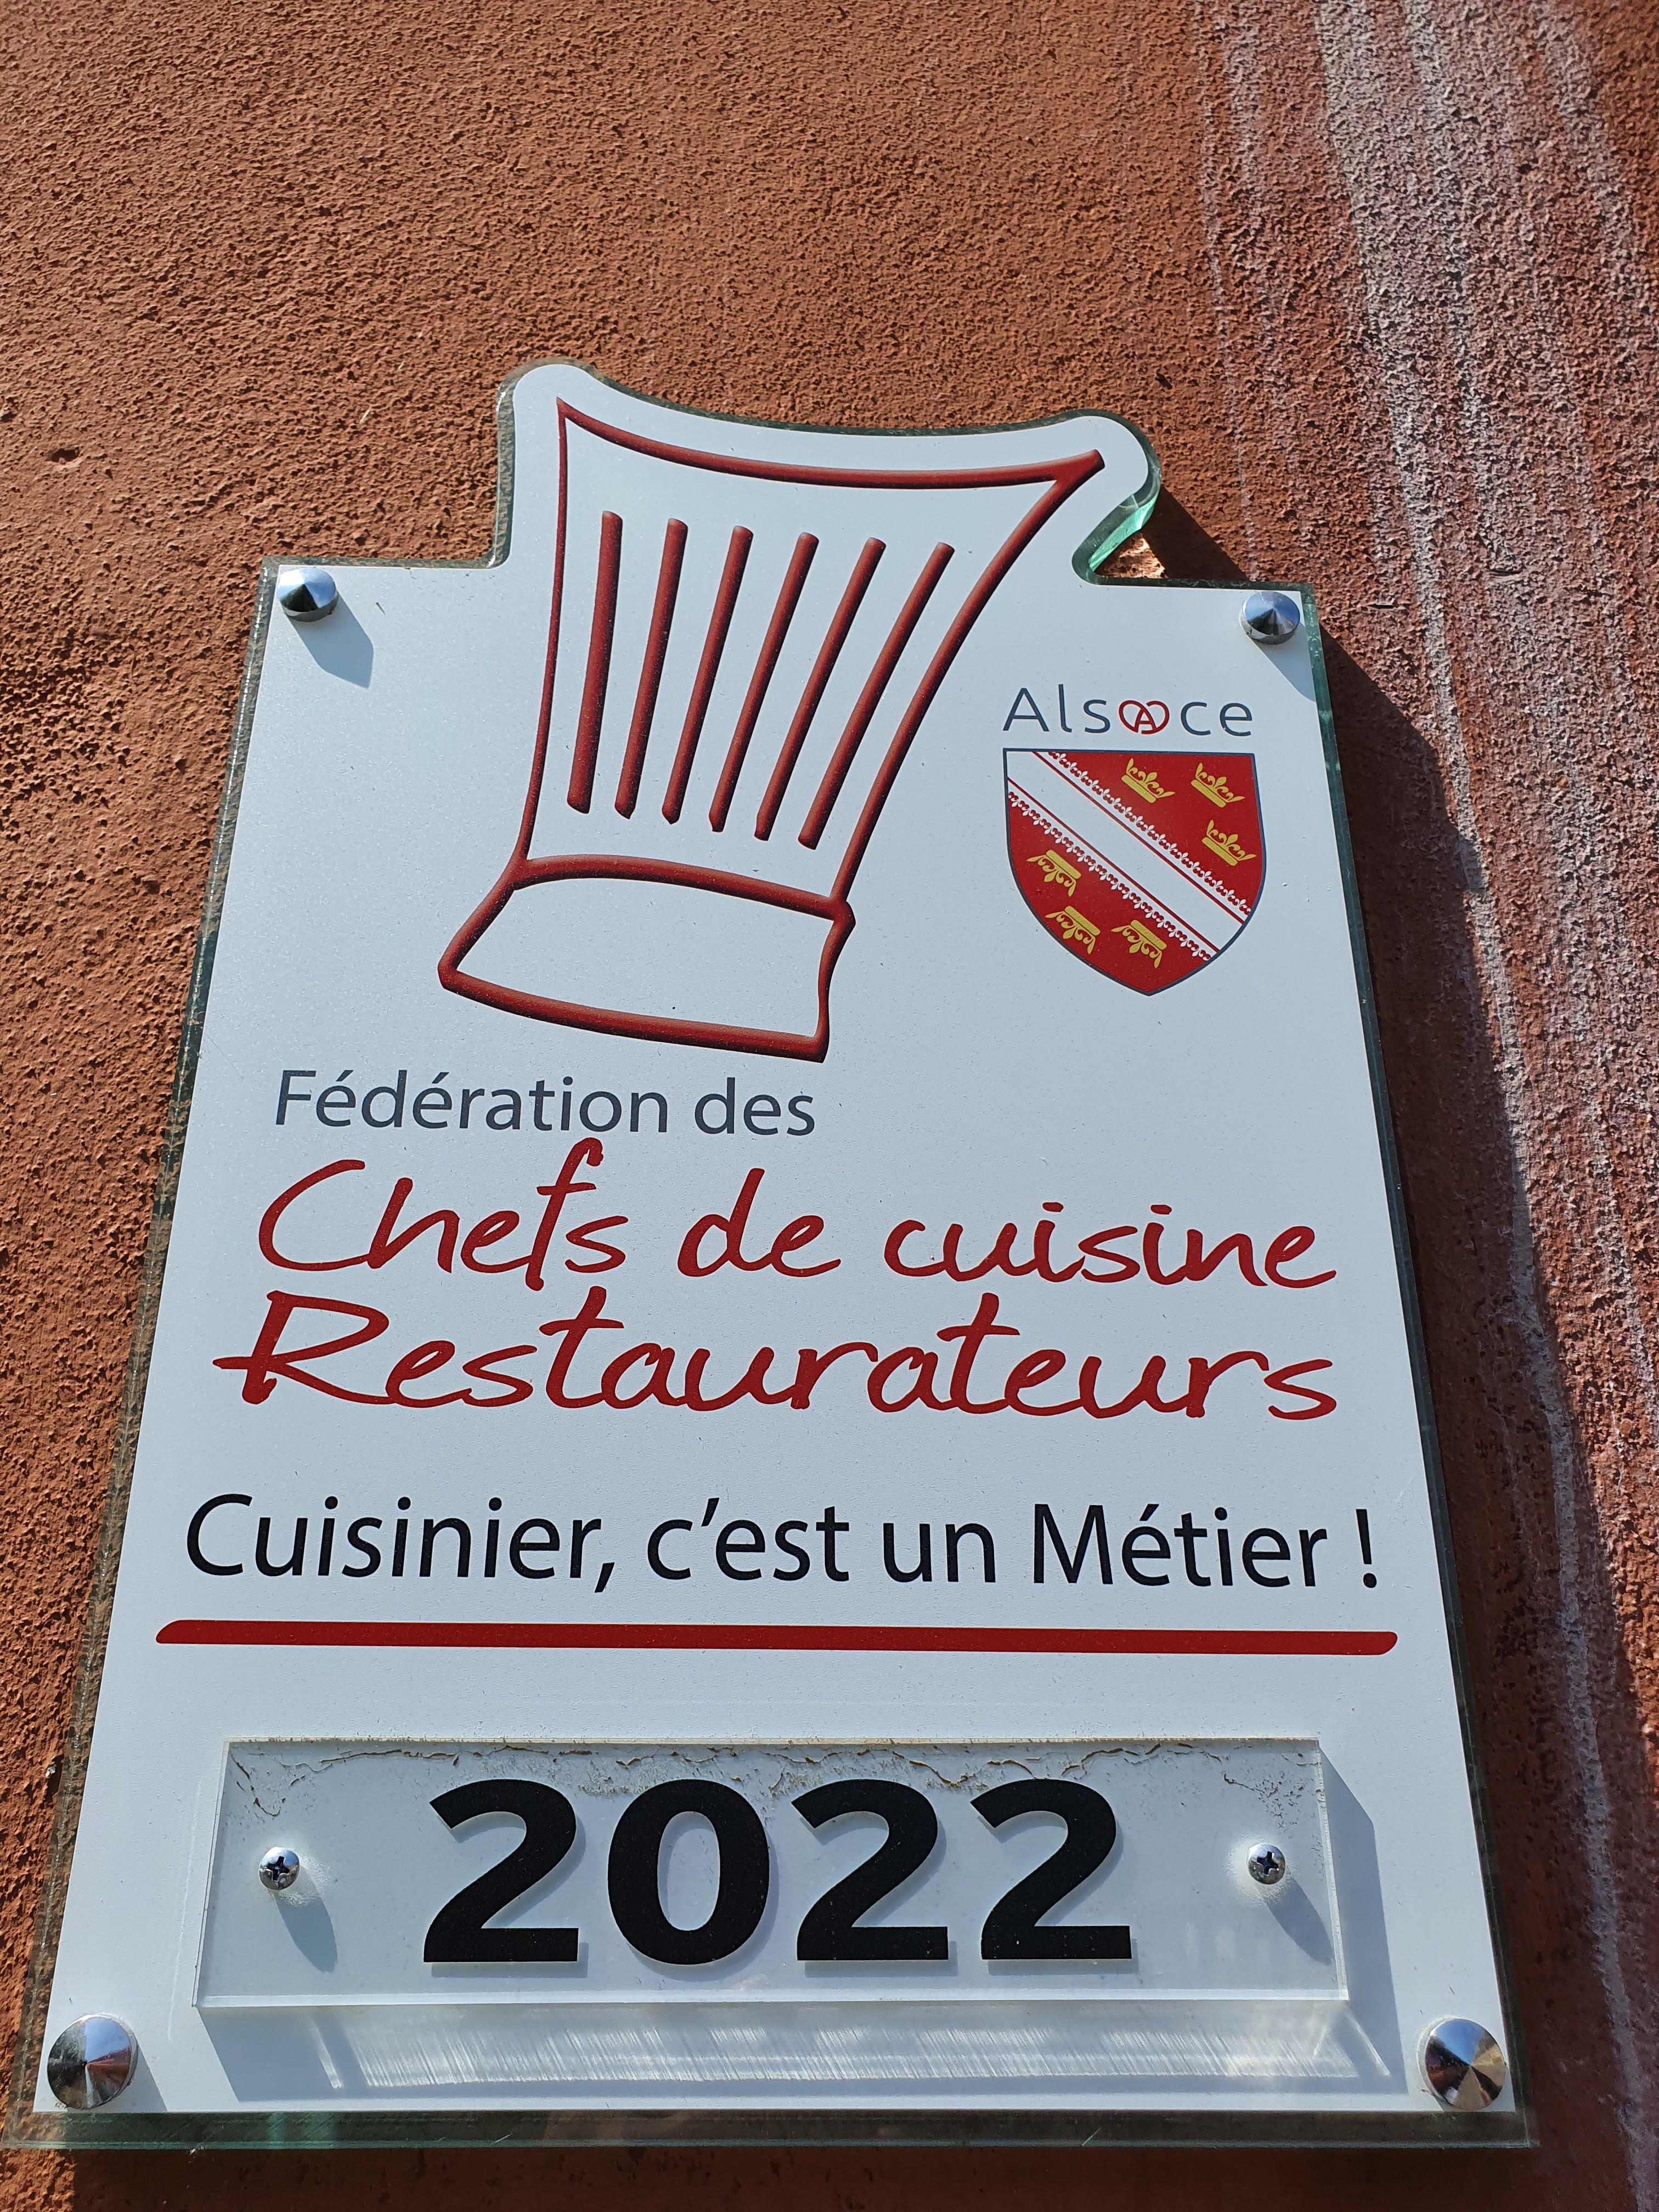 Alsace
Fédération des
Chefs de cuisine
Restaurateurs
Cuisinier, c'est un Métier !
2022